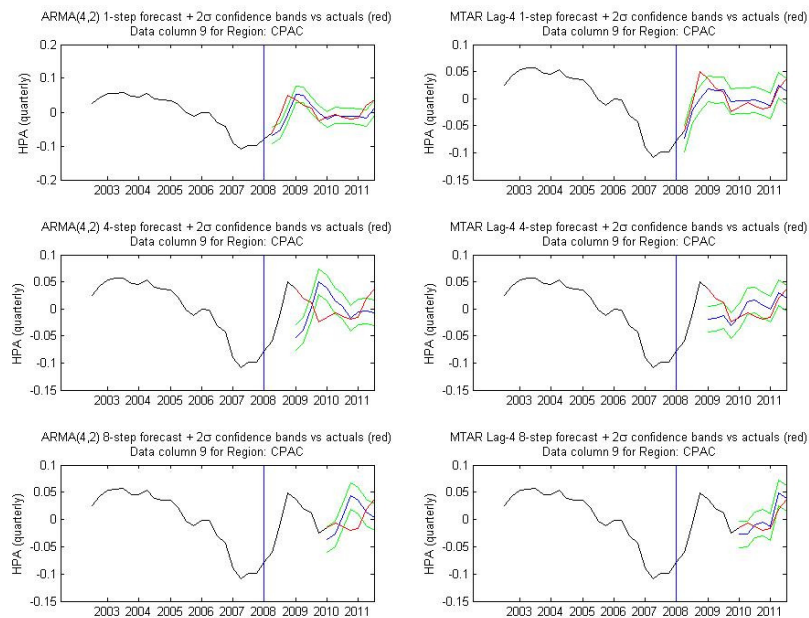 ARMA(4,2) 1-step forecast + 2σ confidence bands vs actuals (red)
Data column 9 for Region: CPAC
HPA (quarterly)
0.2
0.1
0
-0.1
-0.2
2003 2004 2005 2006 2007 2008 2009 2010 2011
MTAR Lag-4 1-step forecast + 2σ confidence bands vs actuals (red)
Data column 9 for Region: CPAC
HPA (quarterly)
0.1
0.05
0
-0.05
-0.1
-0.15
2003 2004 2005 2006 2007 2008 2009 2010 2011
ARMA(4,2) 4-step forecast + 2σ confidence bands vs actuals (red)
Data column 9 for Region: CPAC
HPA (quarterly)
0.1
0.05
0
-0.05
-0.1
-0.15
2003 2004 2005 2006 2007 2008 2009 2010 2011
MTAR Lag-4 4-step forecast + 2σ confidence bands vs actuals (red)
Data column 9 for Region: CPAC
HPA (quarterly)
0.1
0.05
0
-0.05
-0.1
-0.15
2003 2004 2005 2006 2007 2008 2009 2010 2011
ARMA(4,2) 8-step forecast + 2σ confidence bands vs actuals (red)
Data column 9 for Region: CPAC
HPA (quarterly)
0.1
0.05
0
-0.05
-0.1
-0.15
2003 2004 2005 2006 2007 2008 2009 2010 2011
MTAR Lag-4 8-step forecast + 2σ confidence bands vs actuals (red)
Data column 9 for Region: CPAC
HPA (quarterly)
0.1
0.05
0
-0.05
-0.1
-0.15
2003 2004 2005 2006 2007 2008 2009 2010 2011